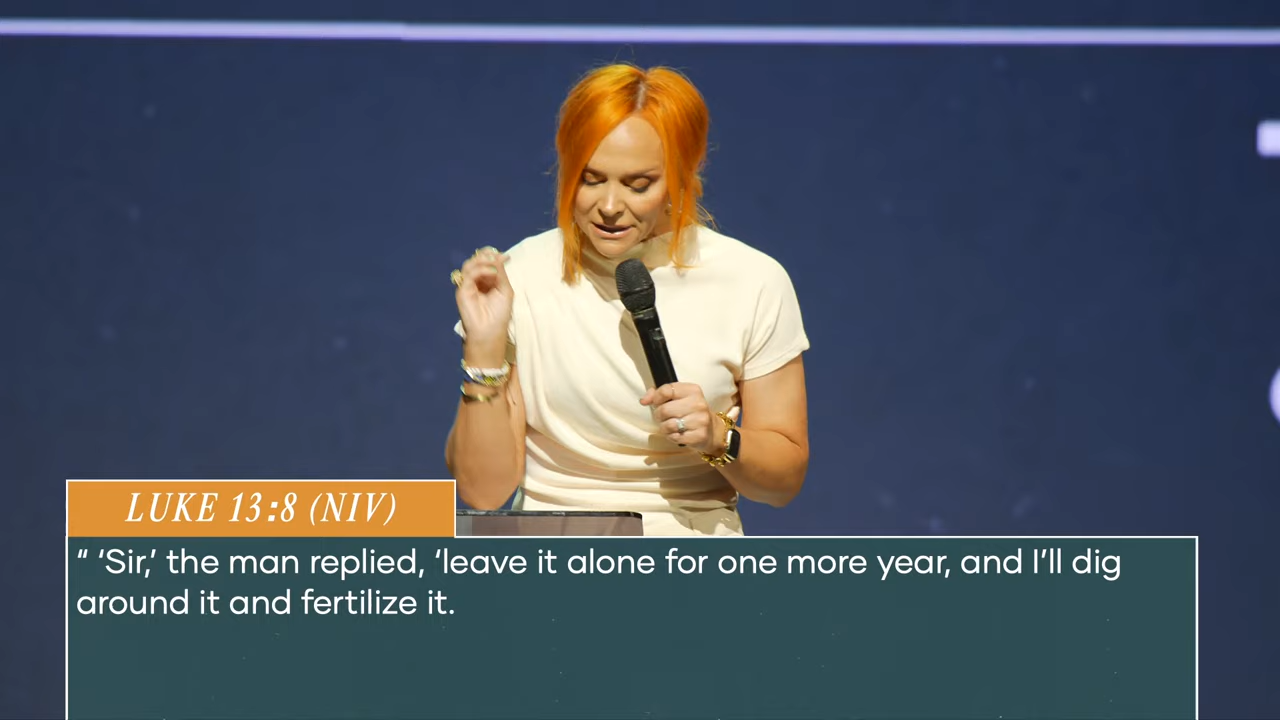 LUKE 13:8 (NIV)
“ ‘Sir,’ the man replied, ‘leave it alone for one more year, and I’ll dig
around it and fertilize it.